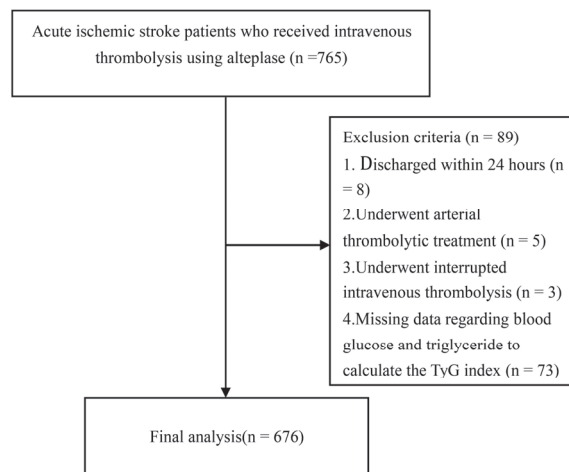 Acute ischemic stroke patients who received intravenous
thrombolysis using alteplase (n =765)
Exclusion criteria (n = 89)
1. Discharged within 24 hours (n
= 8)
2.Underwent arterial
thrombolytic treatment (n = 5)
3.Underwent interrupted
intravenous thrombolysis (n = 3)
4.Missing data regarding blood
glucose and triglyceride to
calculate the TyG index (n = 73)
Final analysis(n = 676)